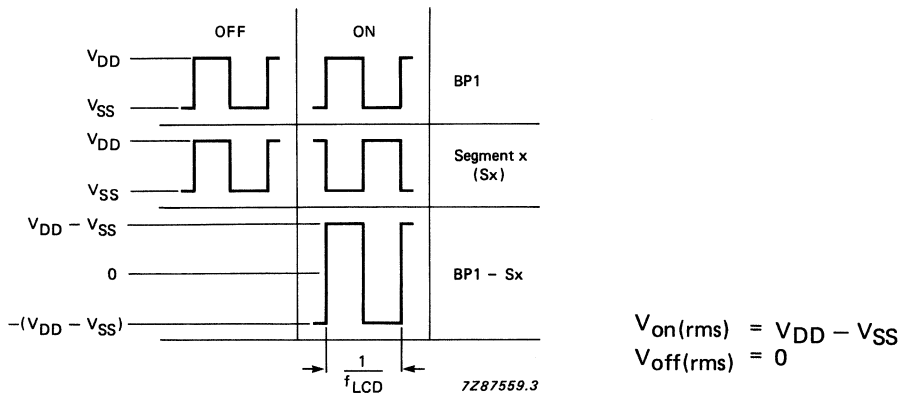 OFF ON
V_DD
V_SS
BP1
V_DD
V_SS
Segment x
(Sx)
V_DD − V_SS
0
−(V_DD − V_SS)
BP1 − Sx
1
f_LCD
7Z87559.3
V_on(rms) = V_DD − V_SS
V_off(rms) = 0